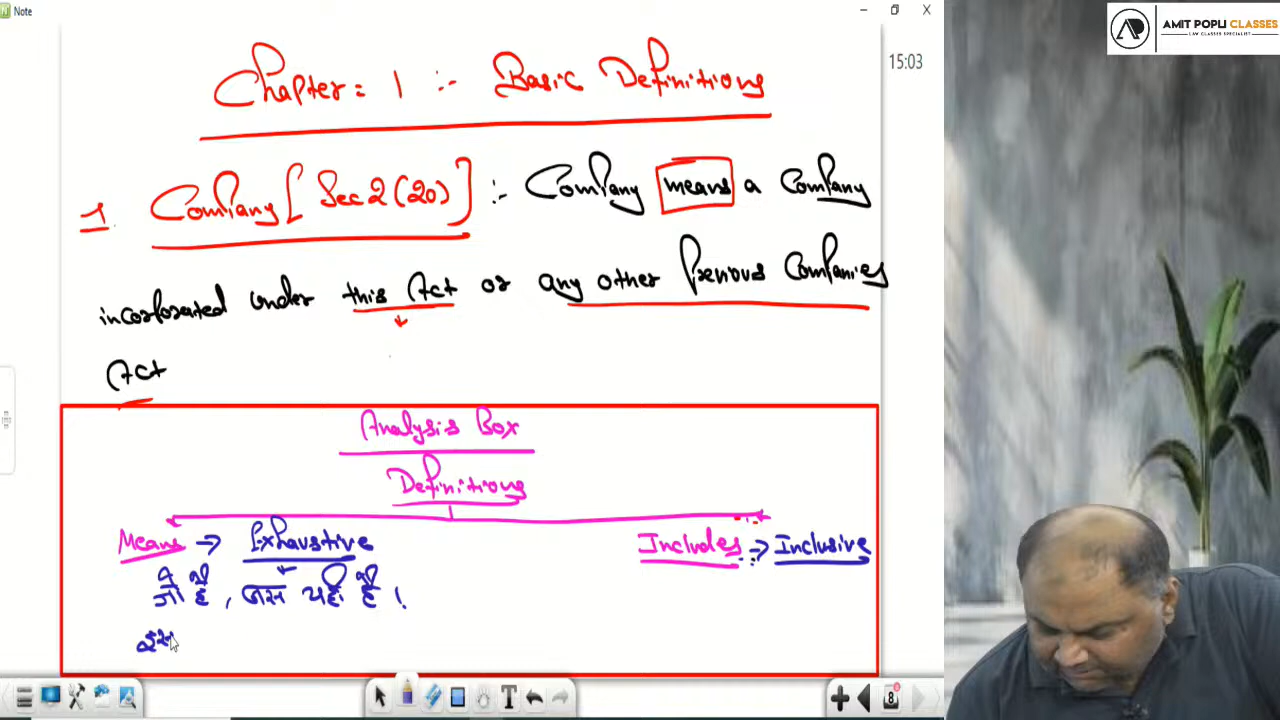 Note
AMIT POPLI CLASSES
LAW CLASSES SPECIALIST
15:03
Chapter = 1 :- Basic Definitions
1. Company [Sec 2 (20)] :- Company means a Company
incorporated under this Act or any other Previous Companies
Act
Analysis Box
Definitions
Means → Exhaustive
Includes → Inclusive
जो है, बस यही है।
8